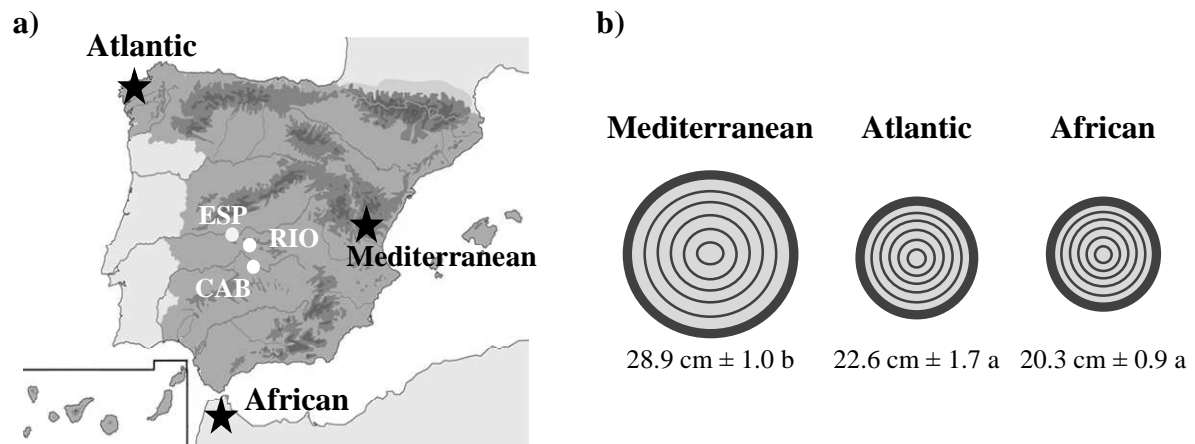 a)
Atlantic
ESP
RIO
Mediterranean
CAB
African
b)
Mediterranean Atlantic African
28.9 cm ± 1.0 b 22.6 cm ± 1.7 a 20.3 cm ± 0.9 a